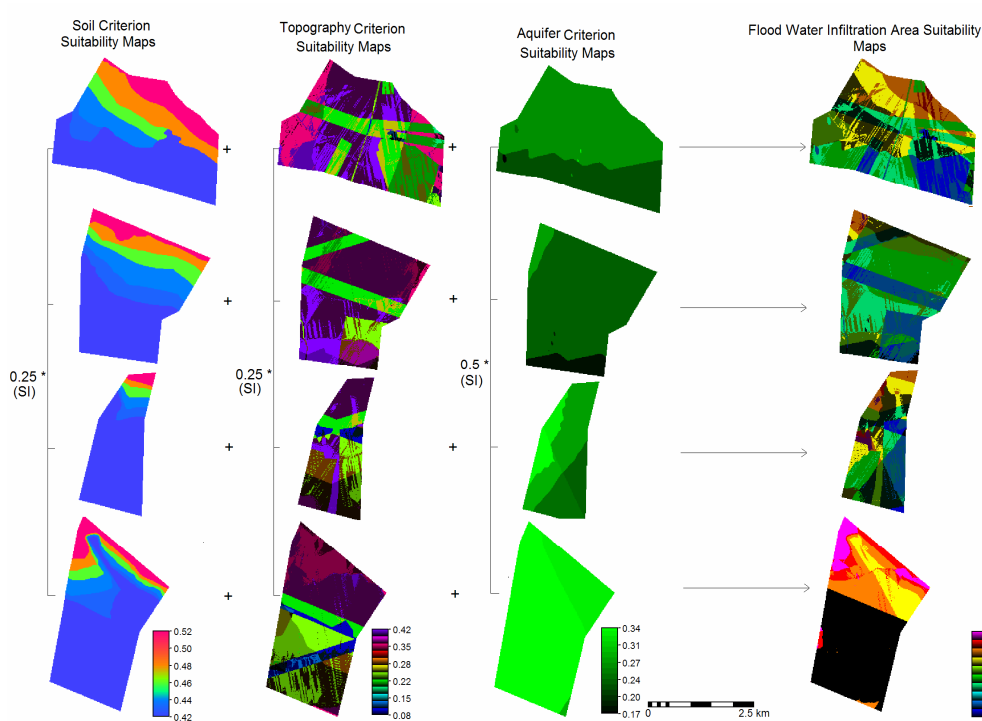 Soil Criterion
Suitability Maps
Topography Criterion
Suitability Maps
Aquifer Criterion
Suitability Maps
Flood Water Infiltration Area Suitability
Maps
+
+
+
+
+
+
0.25 *
(SI)
0.25 *
(SI)
0.5 *
(SI)
+
+
+
+
0.52
0.50
0.48
0.46
0.44
0.42
0.42
0.35
0.28
0.22
0.15
0.08
0.34
0.31
0.27
0.24
0.20
0.17
0
2.5 km